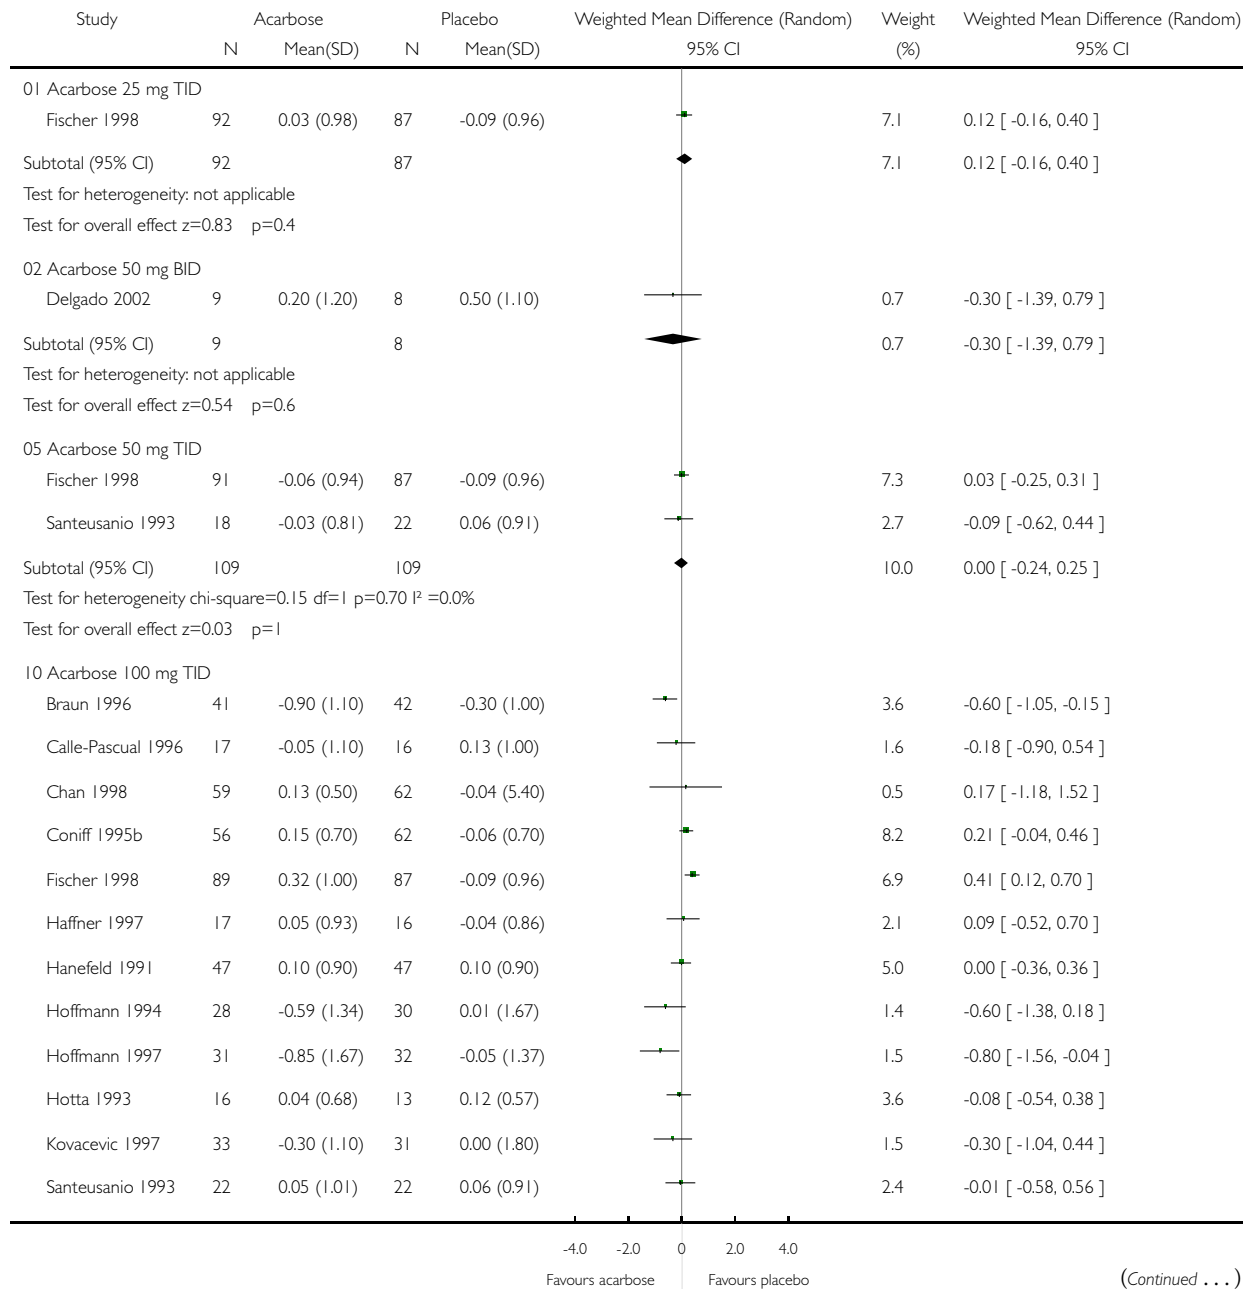 Study Acarbose Placebo Weighted Mean Difference (Random) Weight Weighted Mean Difference (Random)
N Mean(SD) N Mean(SD) 95% CI (%) 95% CI
01 Acarbose 25 mg TID
Fischer 1998 92 0.03 (0.98) 87 -0.09 (0.96) 7.1 0.12 [ -0.16, 0.40 ]
Subtotal (95% CI) 92 87 7.1 0.12 [ -0.16, 0.40 ]
Test for heterogeneity: not applicable
Test for overall effect z=0.83 p=0.4
02 Acarbose 50 mg BID
Delgado 2002 9 0.20 (1.20) 8 0.50 (1.10) 0.7 -0.30 [ -1.39, 0.79 ]
Subtotal (95% CI) 9 8 0.7 -0.30 [ -1.39, 0.79 ]
Test for heterogeneity: not applicable
Test for overall effect z=0.54 p=0.6
05 Acarbose 50 mg TID
Fischer 1998 91 -0.06 (0.94) 87 -0.09 (0.96) 7.3 0.03 [ -0.25, 0.31 ]
Santeusanio 1993 18 -0.03 (0.81) 22 0.06 (0.91) 2.7 -0.09 [ -0.62, 0.44 ]
Subtotal (95% CI) 109 109 10.0 0.00 [ -0.24, 0.25 ]
Test for heterogeneity chi-square=0.15 df=1 p=0.70 I² =0.0%
Test for overall effect z=0.03 p=1
10 Acarbose 100 mg TID
Braun 1996 41 -0.90 (1.10) 42 -0.30 (1.00) 3.6 -0.60 [ -1.05, -0.15 ]
Calle-Pascual 1996 17 -0.05 (1.10) 16 0.13 (1.00) 1.6 -0.18 [ -0.90, 0.54 ]
Chan 1998 59 0.13 (0.50) 62 -0.04 (5.40) 0.5 0.17 [ -1.18, 1.52 ]
Coniff 1995b 56 0.15 (0.70) 62 -0.06 (0.70) 8.2 0.21 [ -0.04, 0.46 ]
Fischer 1998 89 0.32 (1.00) 87 -0.09 (0.96) 6.9 0.41 [ 0.12, 0.70 ]
Haffner 1997 17 0.05 (0.93) 16 -0.04 (0.86) 2.1 0.09 [ -0.52, 0.70 ]
Hanefeld 1991 47 0.10 (0.90) 47 0.10 (0.90) 5.0 0.00 [ -0.36, 0.36 ]
Hoffmann 1994 28 -0.59 (1.34) 30 0.01 (1.67) 1.4 -0.60 [ -1.38, 0.18 ]
Hoffmann 1997 31 -0.85 (1.67) 32 -0.05 (1.37) 1.5 -0.80 [ -1.56, -0.04 ]
Hotta 1993 16 0.04 (0.68) 13 0.12 (0.57) 3.6 -0.08 [ -0.54, 0.38 ]
Kovacevic 1997 33 -0.30 (1.10) 31 0.00 (1.80) 1.5 -0.30 [ -1.04, 0.44 ]
Santeusanio 1993 22 0.05 (1.01) 22 0.06 (0.91) 2.4 -0.01 [ -0.58, 0.56 ]
-4.0 -2.0 0 2.0 4.0
Favours acarbose Favours placebo (Continued . . . )